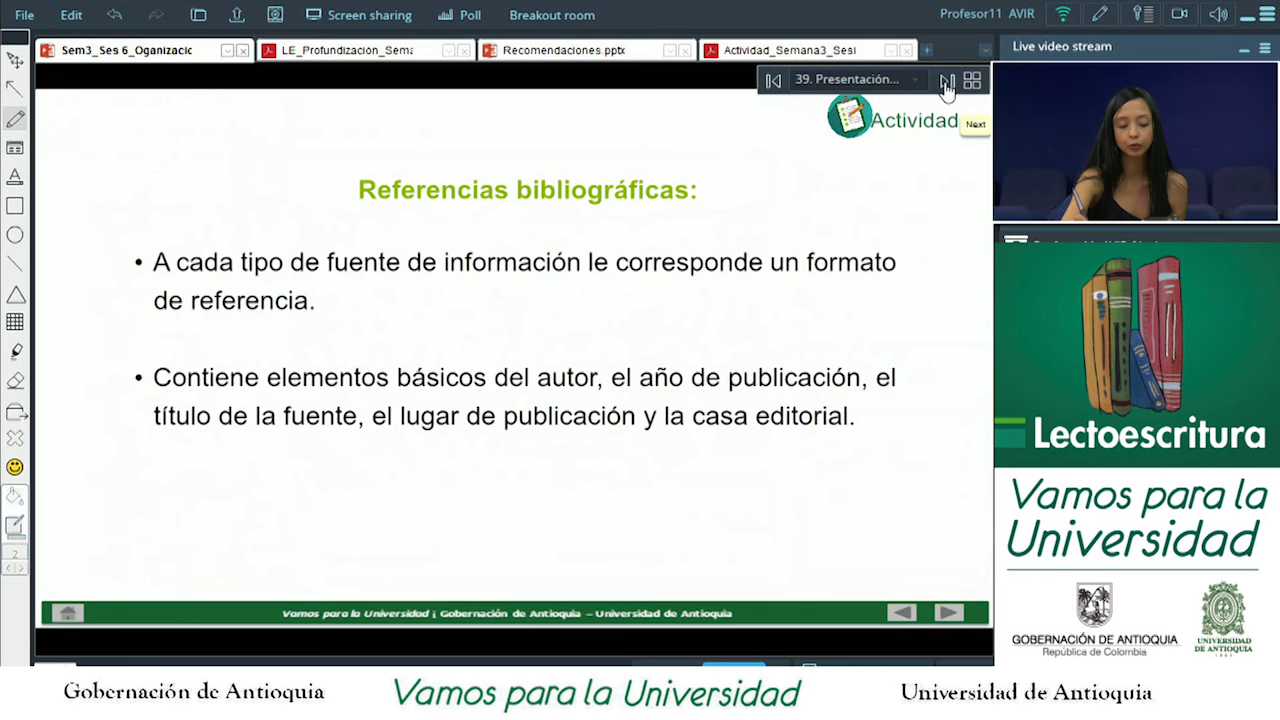 File Edit Screen sharing Poll Breakout room Profesor11 AVIR
Sem3_Ses 6_Oganizacic LE_Profundización_Sema Recomendaciones.pptx Actividad_Semana3_Sesi
Live video stream
39. Presentación...
Actividad
Next
Referencias bibliográficas:
• A cada tipo de fuente de información le corresponde un formato
de referencia.
• Contiene elementos básicos del autor, el año de publicación, el
título de la fuente, el lugar de publicación y la casa editorial.
2
Vamos para la Universidad ¡ Gobernación de Antioquia – Universidad de Antioquia
Lectoescritura
Vamos para la
Universidad
GOBERNACIÓN DE ANTIOQUIA
República de Colombia
UNIVERSIDAD
DE ANTIOQUIA
1803
Gobernación de Antioquia Vamos para la Universidad Universidad de Antioquia